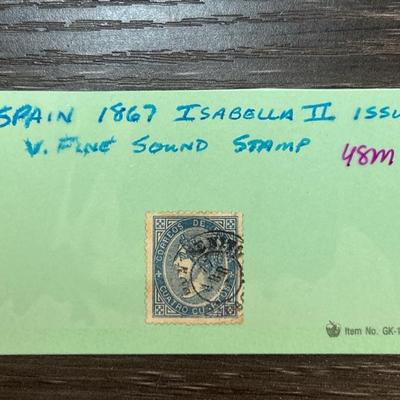 SPAIN 1867 ISABELLA II ISSU
V. FINE SOUND STAMP
48M
CORREOS DE
CUATRO CU
Item No. GK-1